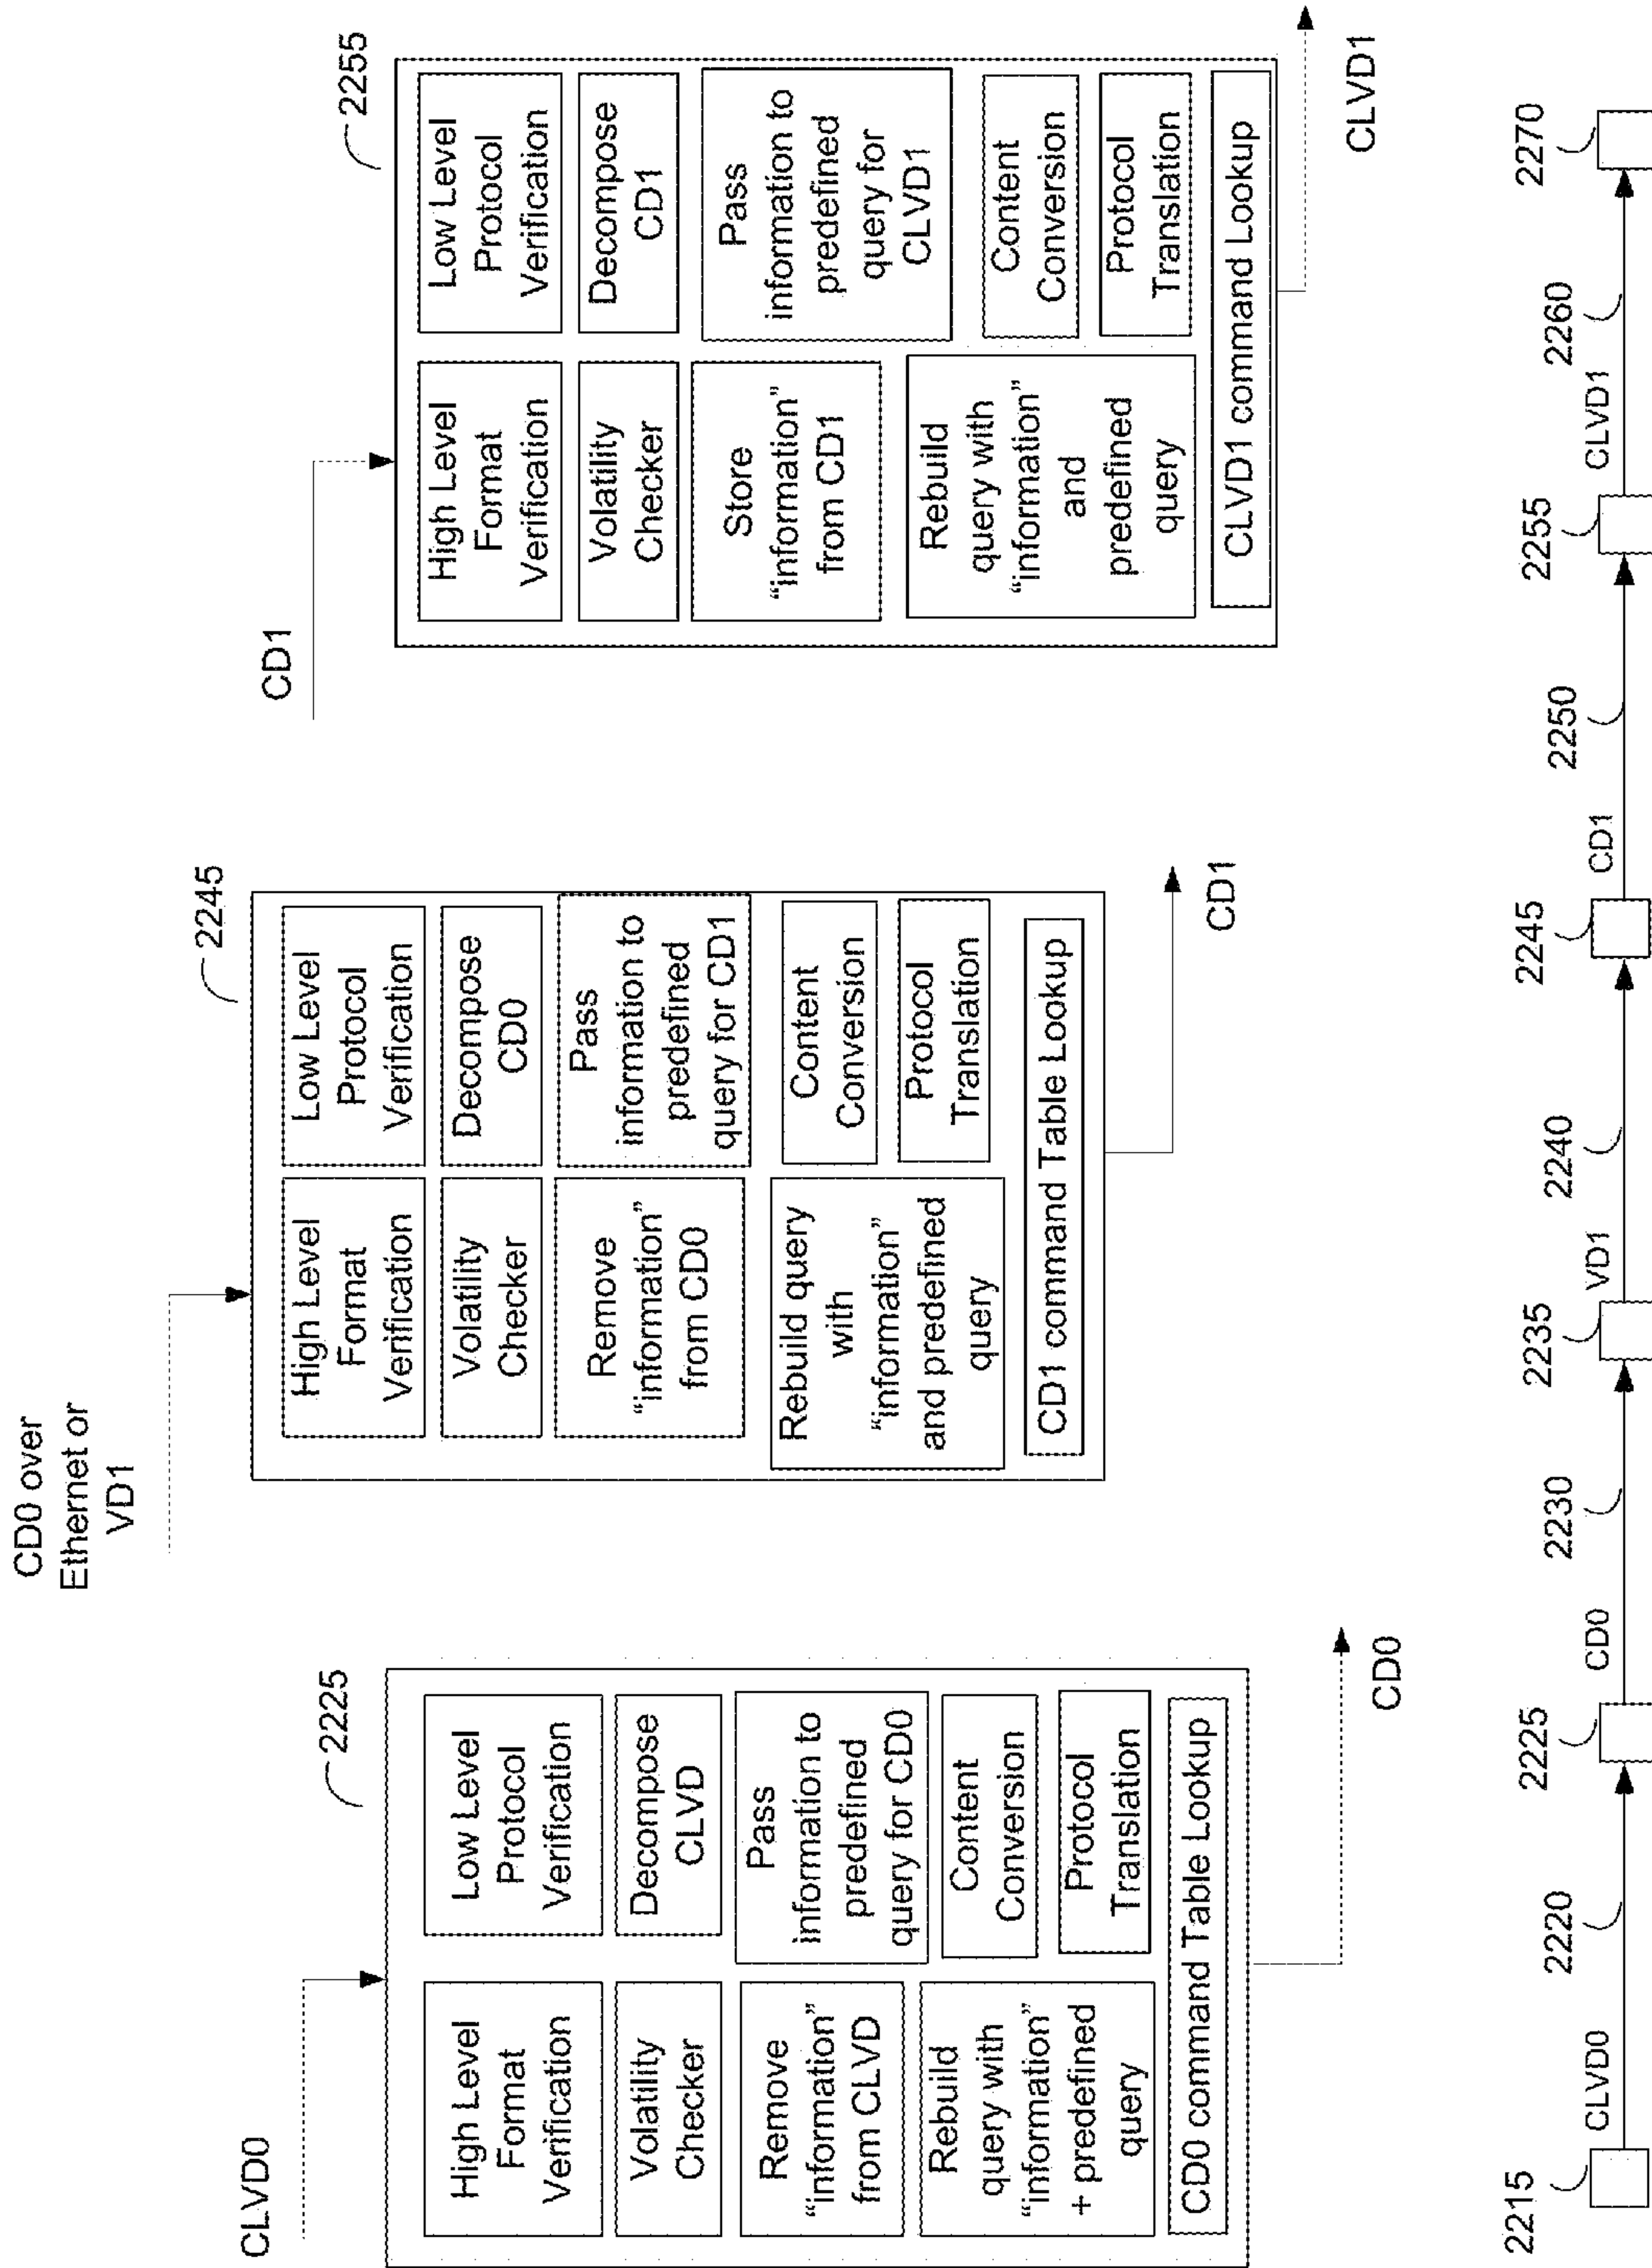 CLVD0
2225
High Level
Format
Verification
Low Level
Protocol
Verification
Volatility
Checker
Decompose
CLVD
Remove
“information”
from CLVD
Pass
information to
predefined
query for CD0
Rebuild
query with
“information”
+ predefined
query
Content
Conversion
Protocol
Translation
CD0 command Table Lookup
CD0
CD0 over
Ethernet or
VD1
2245
High Level
Format
Verification
Low Level
Protocol
Verification
Volatility
Checker
Decompose
CD0
Remove
“information”
from CD0
Pass
information to
predefined
query for CD1
Rebuild query
with
“information”
and predefined
query
Content
Conversion
Protocol
Translation
CD1 command Table Lookup
CD1
CD1
2255
High Level
Format
Verification
Low Level
Protocol
Verification
Volatility
Checker
Decompose
CD1
Store
“information”
from CD1
Pass
information to
predefined
query for
CLVD1
Rebuild
query with
“information”
and
predefined
query
Content
Conversion
Protocol
Translation
CLVD1 command Lookup
CLVD1
2215
CLVD0
2220
2225
CD0
2230
2235
VD1
2240
2245
CD1
2250
2255
CLVD1
2260
2270